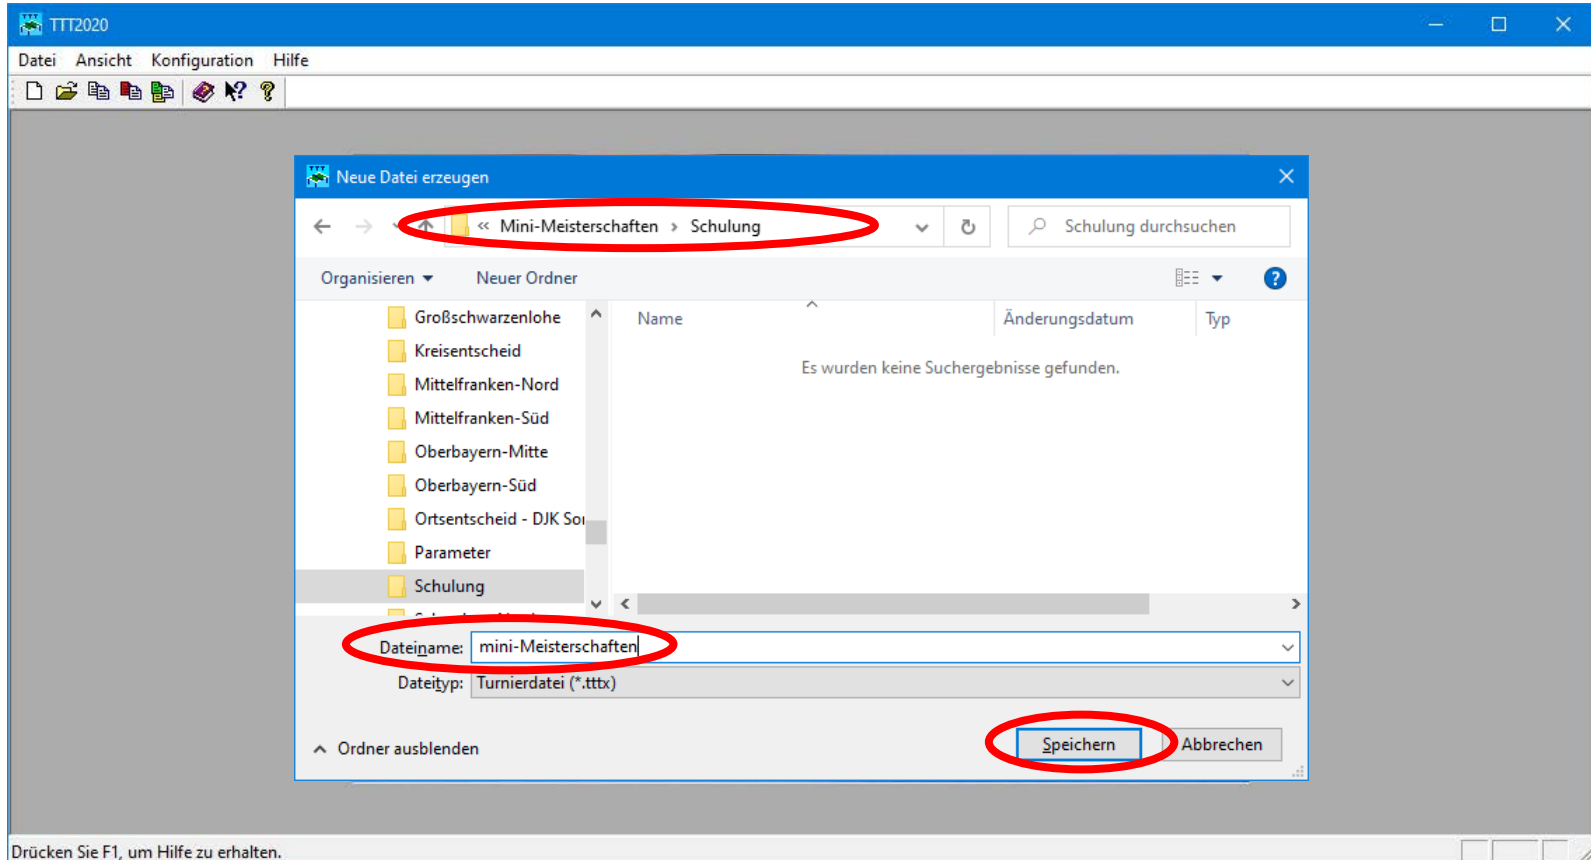 TTT2020
Datei Ansicht Konfiguration Hilfe
Neue Datei erzeugen
« Mini-Meisterschaften › Schulung
Schulung durchsuchen
Organisieren
Neuer Ordner
Großschwarzenlohe
Kreisentscheid
Mittelfranken-Nord
Mittelfranken-Süd
Oberbayern-Mitte
Oberbayern-Süd
Ortsentscheid - DJK
Parameter
Schulung
Name
Änderungsdatum
Typ
Es wurden keine Suchergebnisse gefunden.
Dateiname: mini-Meisterschaften
Dateityp: Turnierdatei (*.tttx)
Ordner ausblenden
Speichern
Abbrechen
Drücken Sie F1, um Hilfe zu erhalten.